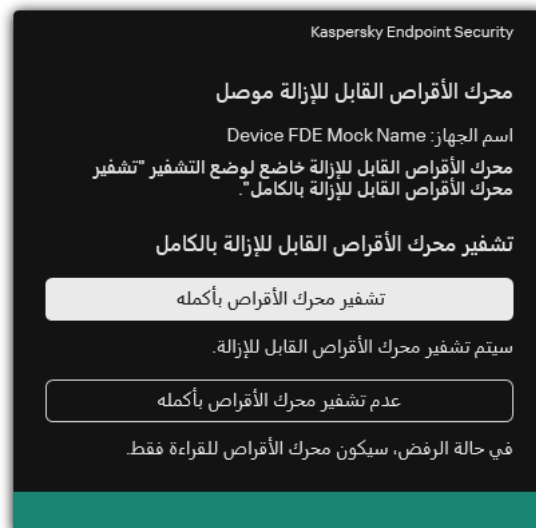 Kaspersky Endpoint Security
محرك الأقراص القابل للإزالة موصل
اسم الجهاز: Device FDE Mock Name
محرك الأقراص القابل للإزالة خاضع لوضع التشفير "تشفير
محرك الأقراص القابل للإزالة بالكامل".
تشفير محرك الأقراص القابل للإزالة بالكامل
تشفير محرك الأقراص بأكمله
سيتم تشفير محرك الأقراص القابل للإزالة.
عدم تشفير محرك الأقراص بأكمله
في حالة الرفض، سيكون محرك الأقراص للقراءة فقط.